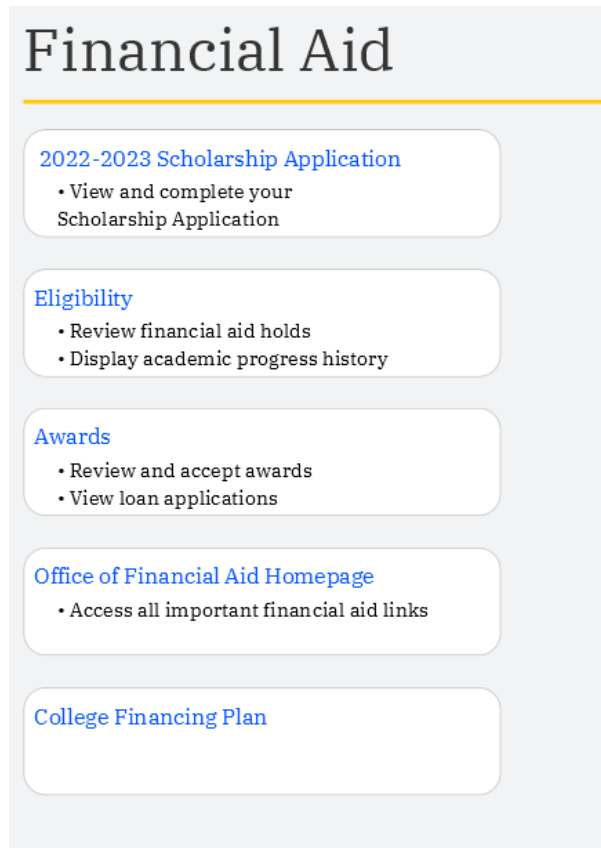 Financial Aid
2022-2023 Scholarship Application
• View and complete your
Scholarship Application
Eligibility
• Review financial aid holds
• Display academic progress history
Awards
• Review and accept awards
• View loan applications
Office of Financial Aid Homepage
• Access all important financial aid links
College Financing Plan